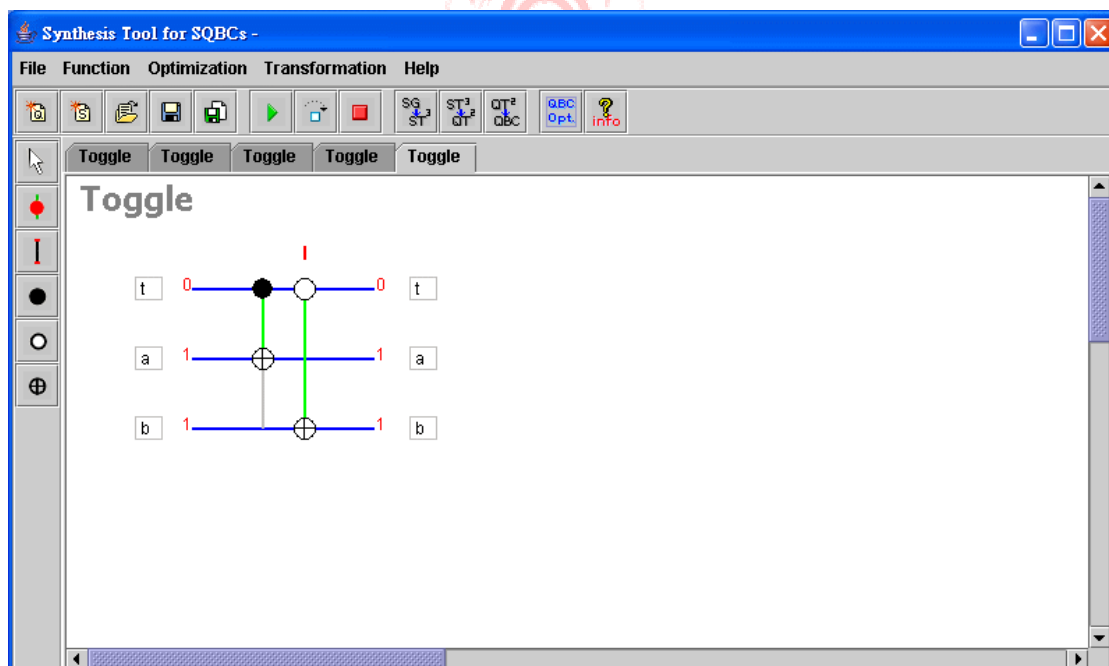 Synthesis Tool for SQBCs -
File Function Optimization Transformation Help
Q S SG ST³ ST³ QT² QT² QBC QBC Opt. ? info
Toggle Toggle Toggle Toggle Toggle
Toggle
I
t 0 0 t
a 1 1 a
b 1 1 b